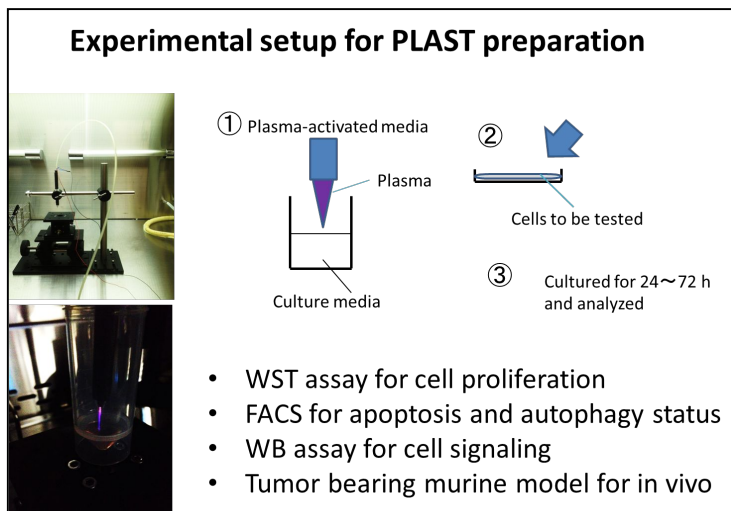 Experimental setup for PLAST preparation
① Plasma-activated media
Plasma
Culture media
②
Cells to be tested
③ Cultured for 24～72 h
and analyzed
• WST assay for cell proliferation
• FACS for apoptosis and autophagy status
• WB assay for cell signaling
• Tumor bearing murine model for in vivo